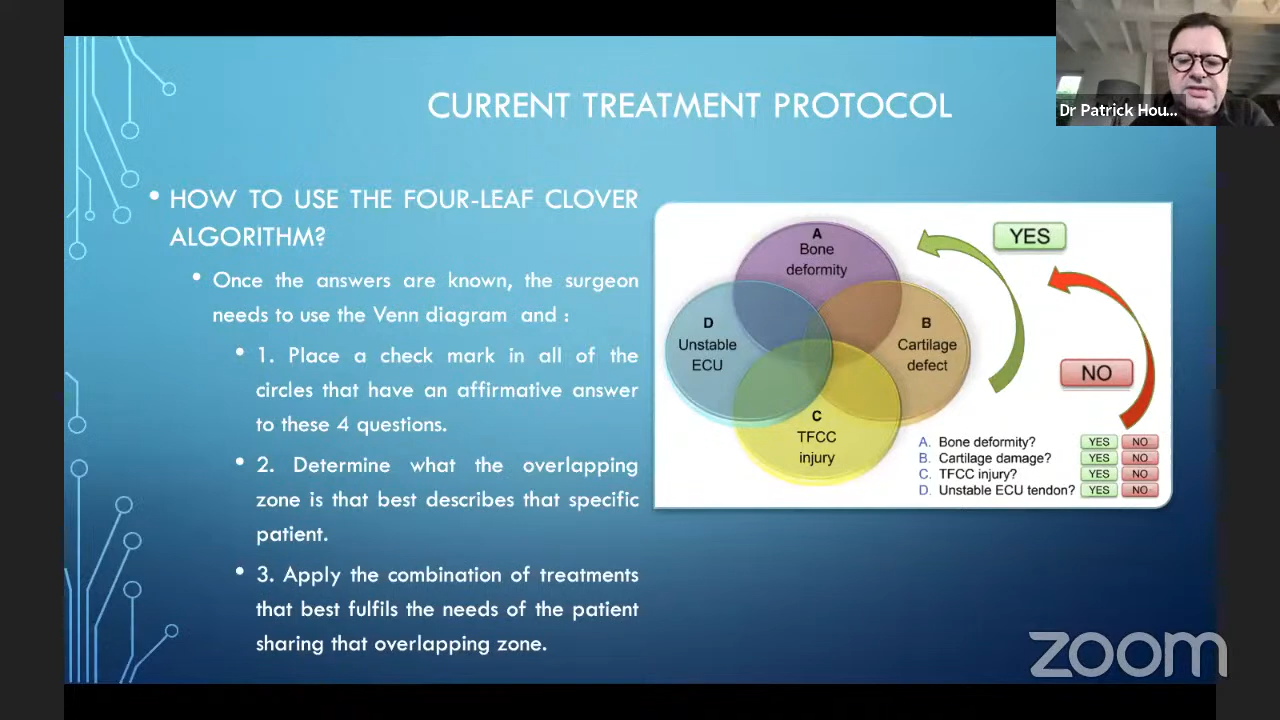 CURRENT TREATMENT PROTOCOL
Dr Patrick Hou...
• HOW TO USE THE FOUR-LEAF CLOVER
ALGORITHM?
• Once the answers are known, the surgeon
needs to use the Venn diagram and :
• 1. Place a check mark in all of the
circles that have an affirmative answer
to these 4 questions.
• 2. Determine what the overlapping
zone is that best describes that specific
patient.
• 3. Apply the combination of treatments
that best fulfils the needs of the patient
sharing that overlapping zone.
A
Bone
deformity
YES
D
Unstable
ECU
B
Cartilage
defect
NO
C
TFCC
injury
A. Bone deformity? YES NO
B. Cartilage damage? YES NO
C. TFCC injury? YES NO
D. Unstable ECU tendon? YES NO
zoom